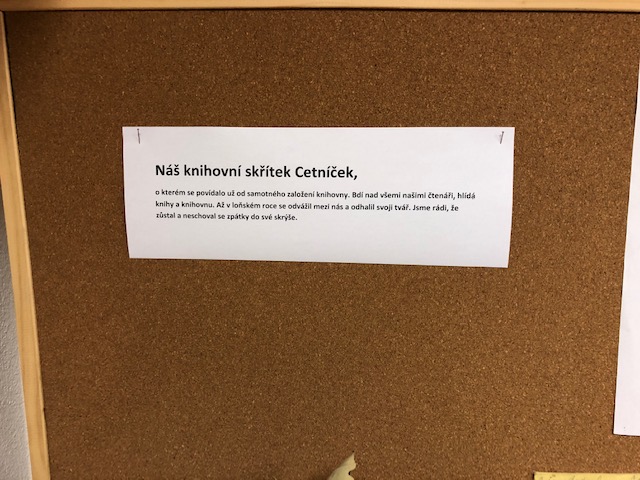 Náš knihovní skřítek Cetníček,
o kterém se povídalo už od samotného založení knihovny. Bdí nad všemi našimi čtenáři, hlídá
knihy a knihovnu. Až v loňském roce se odvážil mezi nás a odhalil svoji tvář. Jsme rádi, že
zůstal a neschoval se zpátky do své skrýše.